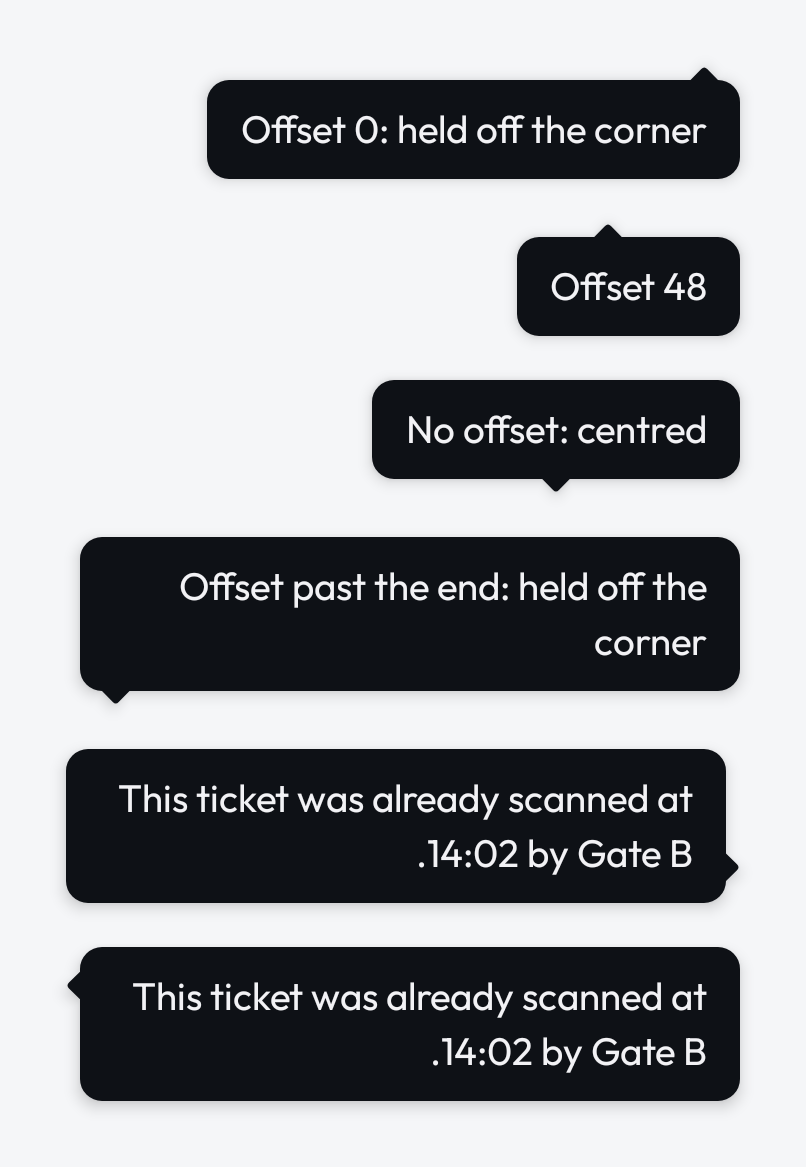 Offset 0: held off the corner
Offset 48
No offset: centred
Offset past the end: held off the
corner
This ticket was already scanned at
.14:02 by Gate B
This ticket was already scanned at
.14:02 by Gate B